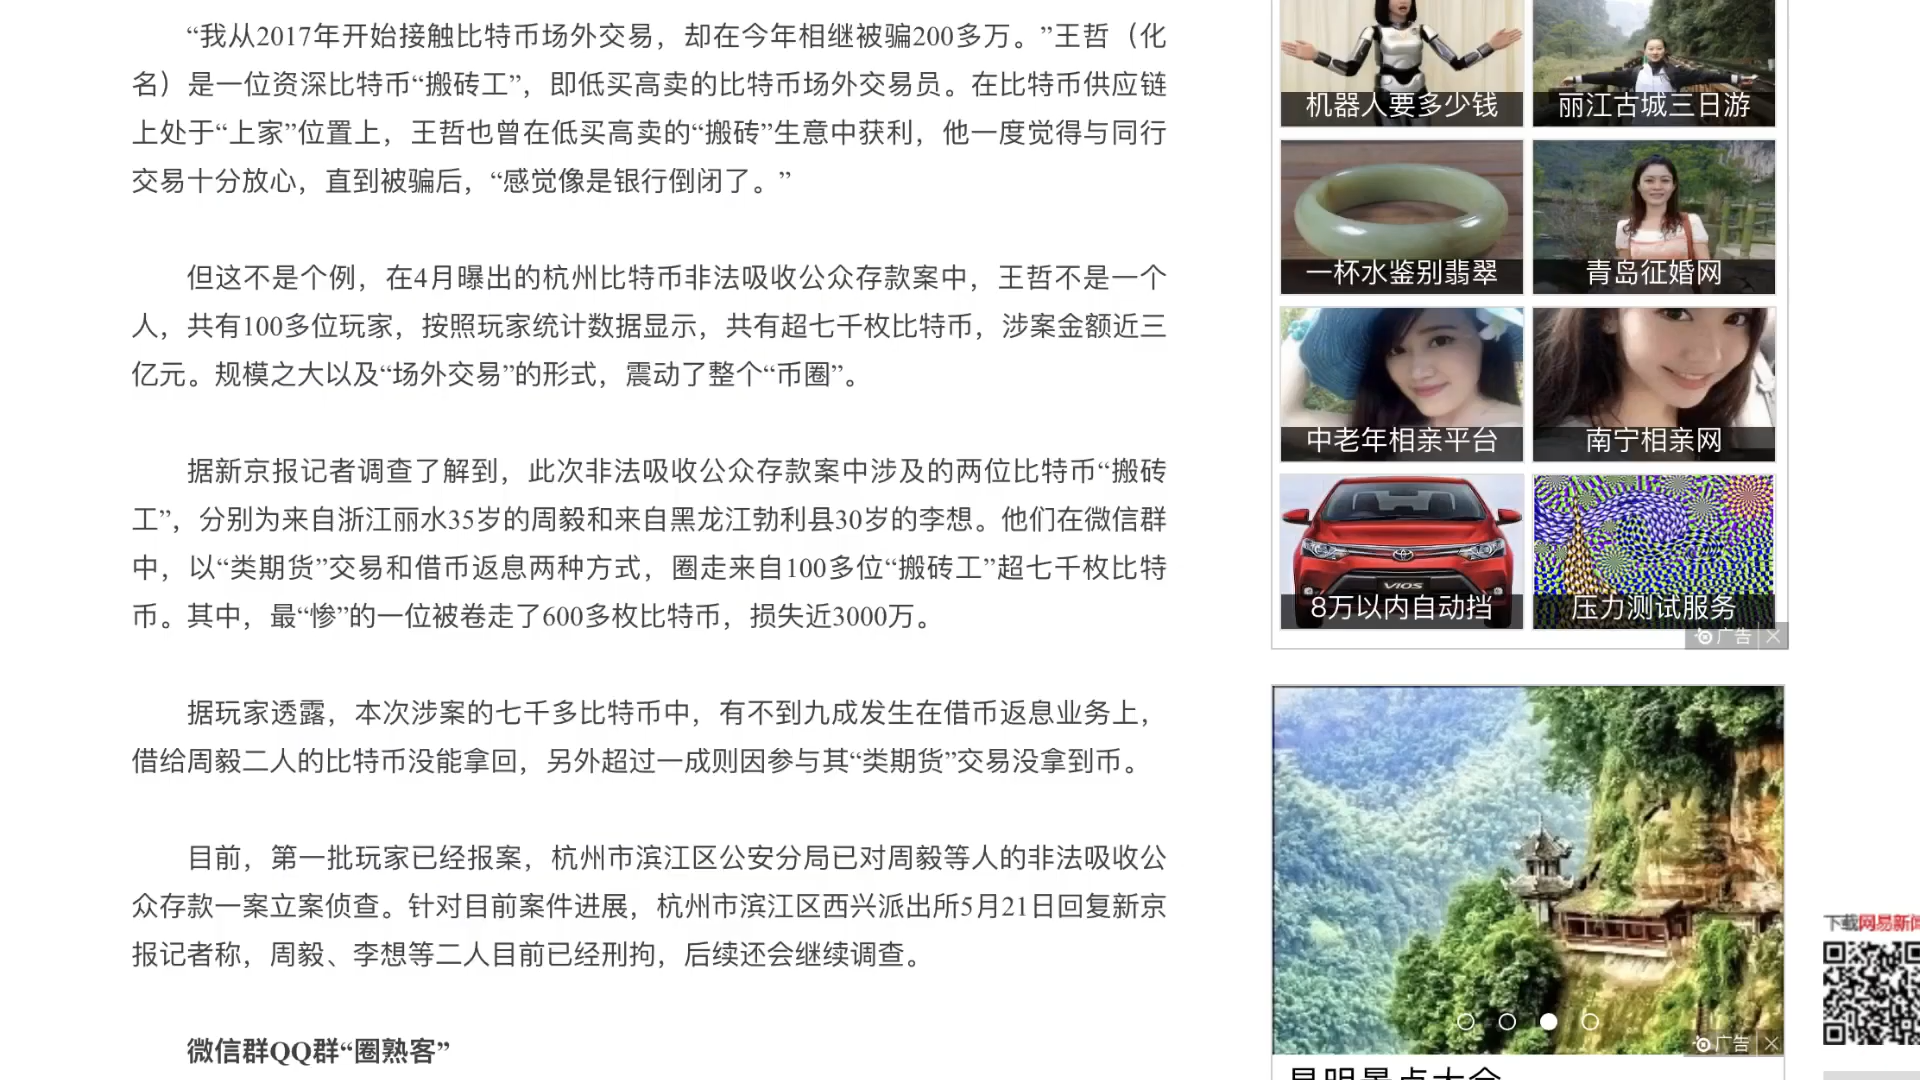 “我从2017年开始接触比特币场外交易，却在今年相继被骗200多万。”王哲（化
名）是一位资深比特币“搬砖工”，即低买高卖的比特币场外交易员。在比特币供应链
上处于“上家”位置上，王哲也曾在低买高卖的“搬砖”生意中获利，他一度觉得与同行
交易十分放心，直到被骗后，“感觉像是银行倒闭了。”
但这不是个例，在4月曝出的杭州比特币非法吸收公众存款案中，王哲不是一个
人，共有100多位玩家，按照玩家统计数据显示，共有超七千枚比特币，涉案金额近三
亿元。规模之大以及“场外交易”的形式，震动了整个“币圈”。
据新京报记者调查了解到，此次非法吸收公众存款案中涉及的两位比特币“搬砖
工”，分别为来自浙江丽水35岁的周毅和来自黑龙江勃利县30岁的李想。他们在微信群
中，以“类期货”交易和借币返息两种方式，圈走来自100多位“搬砖工”超七千枚比特
币。其中，最“惨”的一位被卷走了600多枚比特币，损失近3000万。
据玩家透露，本次涉案的七千多比特币中，有不到九成发生在借币返息业务上，
借给周毅二人的比特币没能拿回，另外超过一成则因参与其“类期货”交易没拿到币。
目前，第一批玩家已经报案，杭州市滨江区公安分局已对周毅等人的非法吸收公
众存款一案立案侦查。针对目前案件进展，杭州市滨江区西兴派出所5月21日回复新京
报记者称，周毅、李想等二人目前已经刑拘，后续还会继续调查。
微信群QQ群“圈熟客”
机器人要多少钱
丽江古城三日游
一杯水鉴别翡翠
青岛征婚网
中老年相亲平台
南宁相亲网
VIOS
8万以内自动挡
压力测试服务
广告
广告
昆明景点大全
下载网易新闻